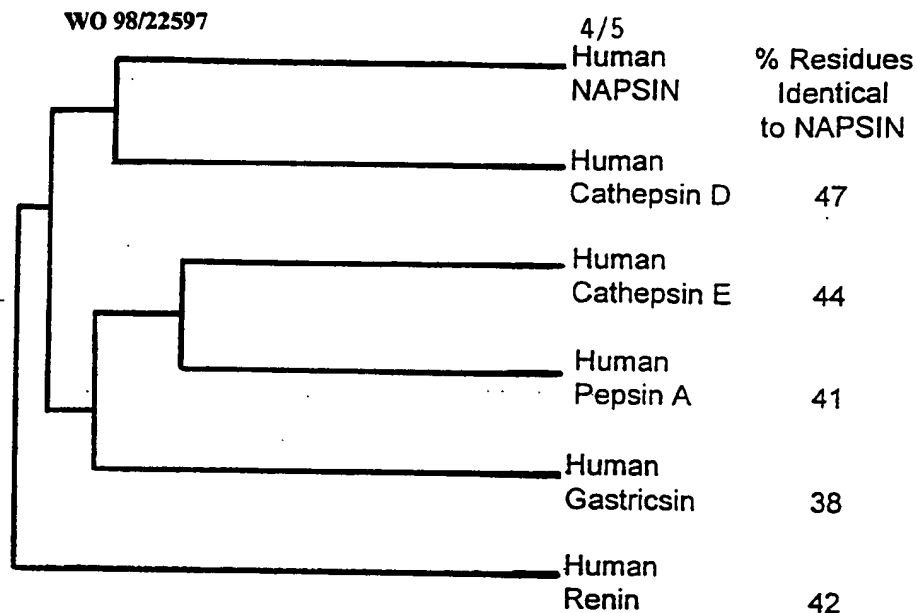 WO 98/22597
4/5
Human
NAPSIN
% Residues
Identical
to NAPSIN
Human
Cathepsin D
47
Human
Cathepsin E
44
Human
Pepsin A
41
Human
Gastricsin
38
Human
Renin
42